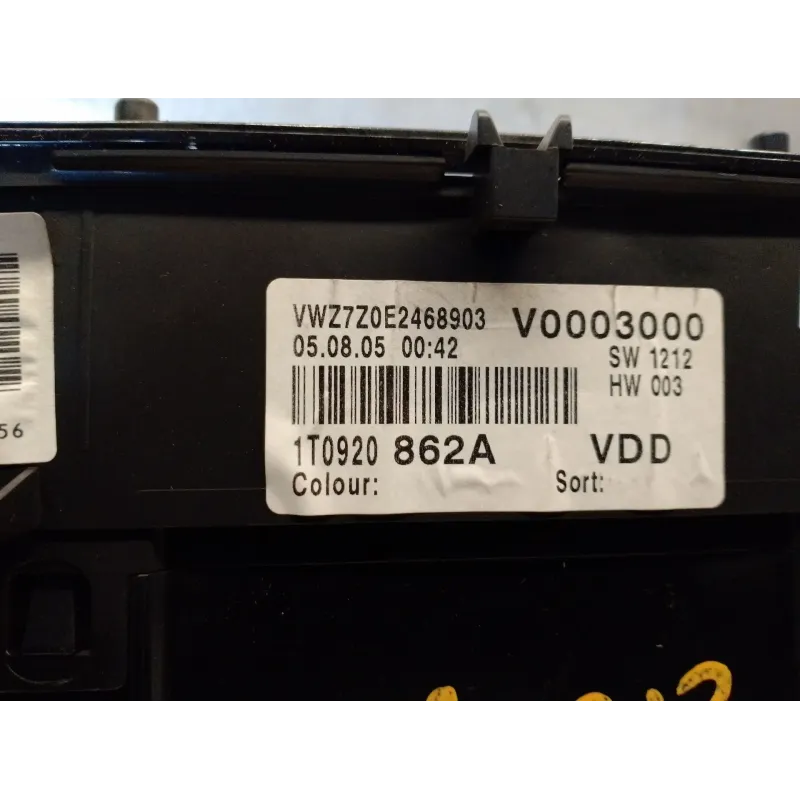 VWZ7Z0E2468903 V0003000
05.08.05 00:42 SW 1212
HW 003
1T0920 862A VDD
Colour: Sort:
56